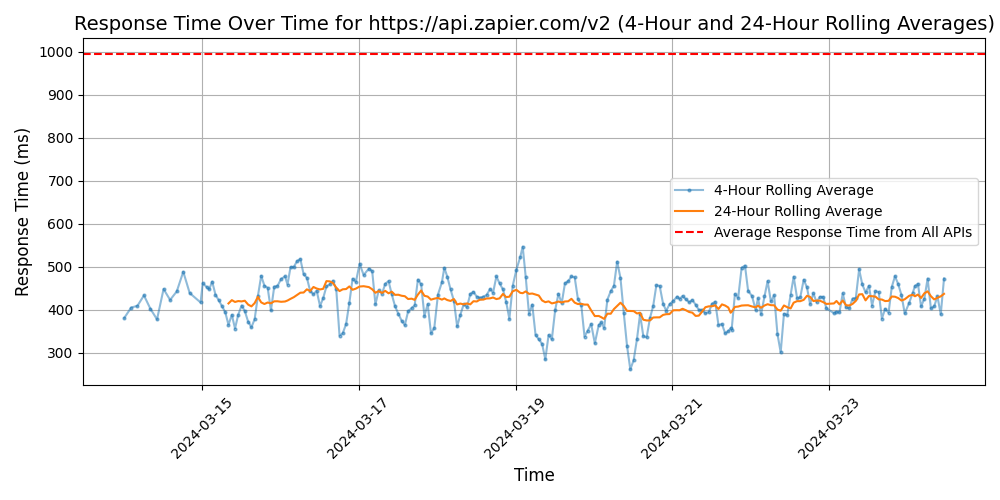 Response Time Over Time for https://api.zapier.com/v2 (4-Hour and 24-Hour Rolling Averages)
Response Time (ms)
1000
900
800
700
600
500
400
300
4-Hour Rolling Average
24-Hour Rolling Average
Average Response Time from All APIs
2024-03-15
2024-03-17
2024-03-19
2024-03-21
2024-03-23
Time